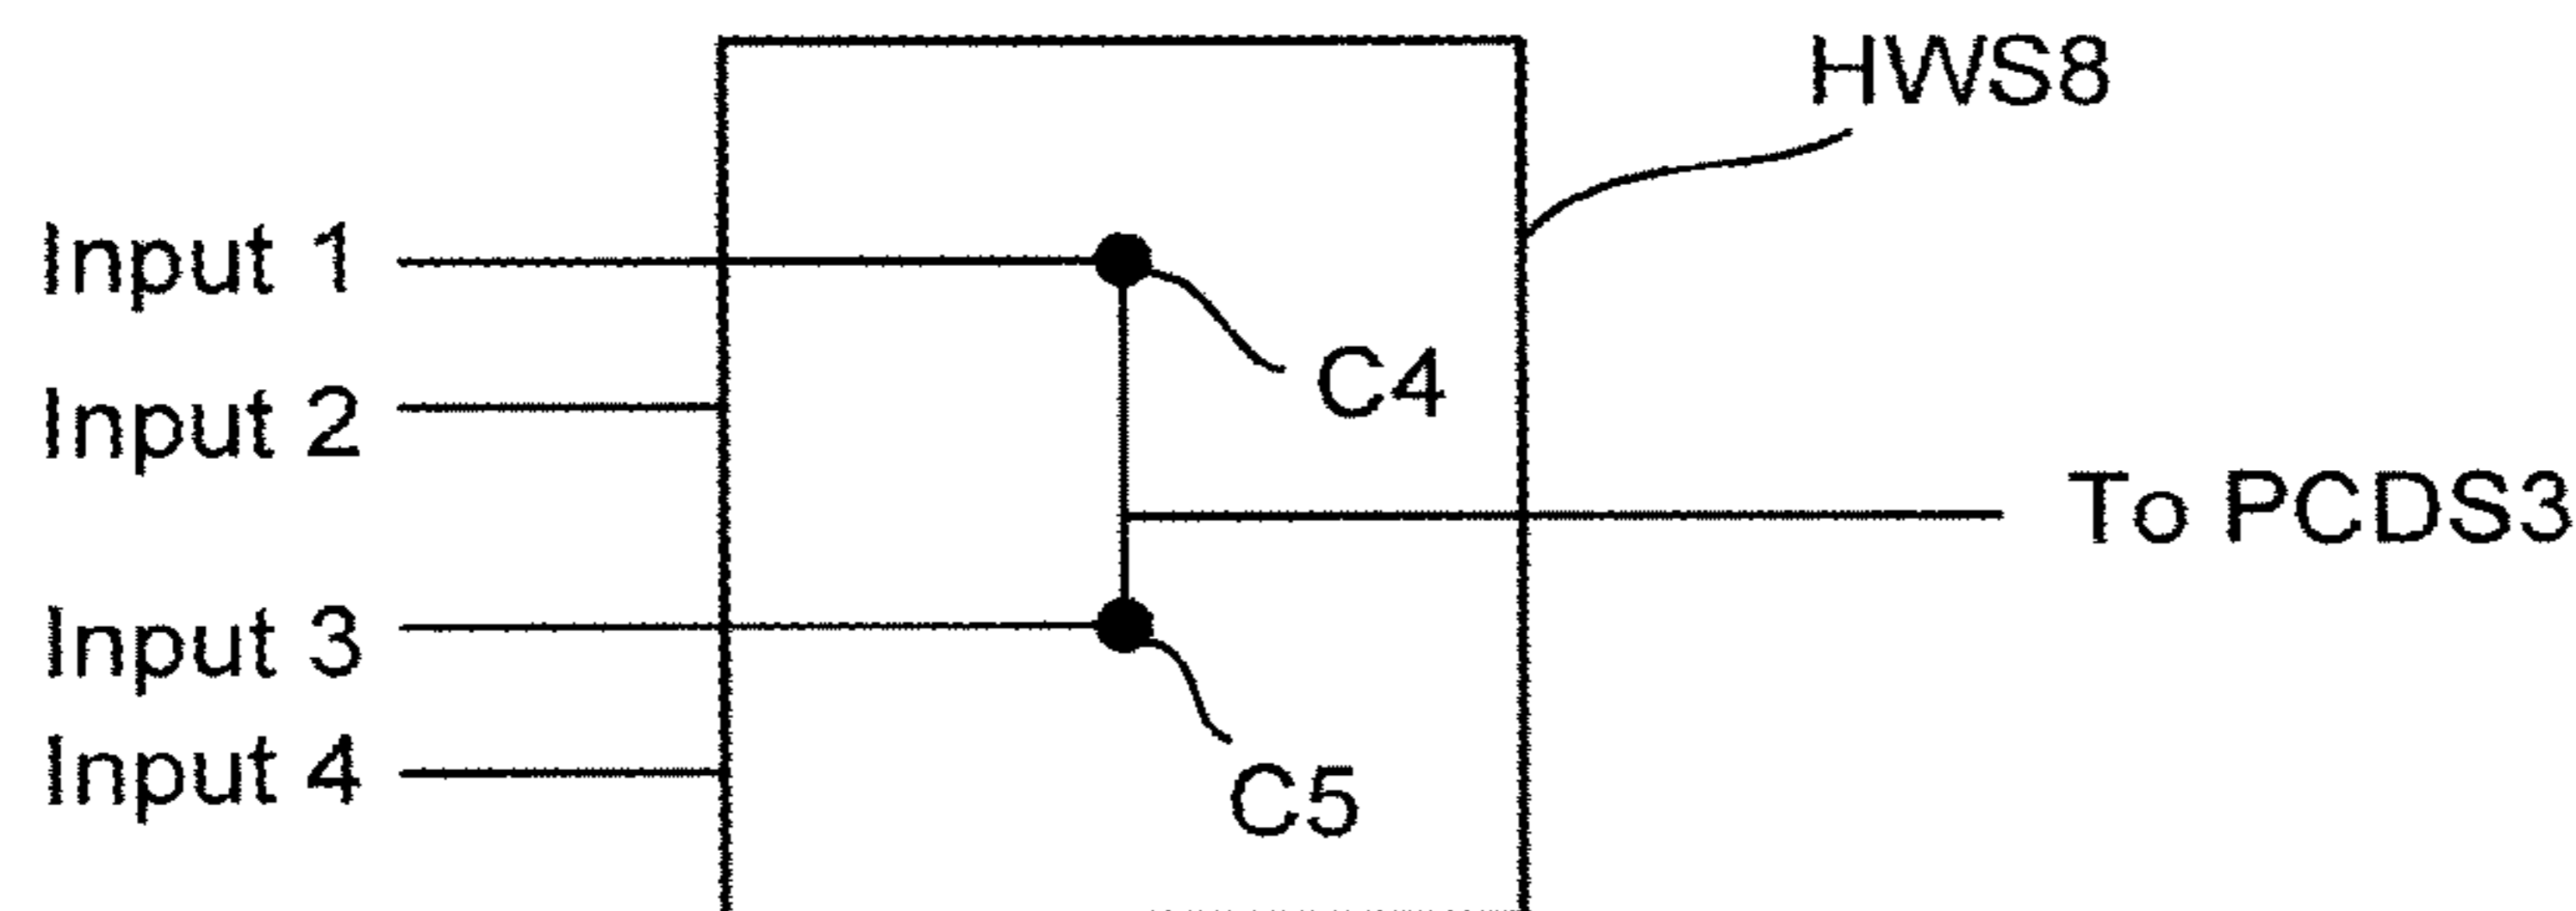 HWS8
Input 1
C4
Input 2
To PCDS3
Input 3
Input 4
C5